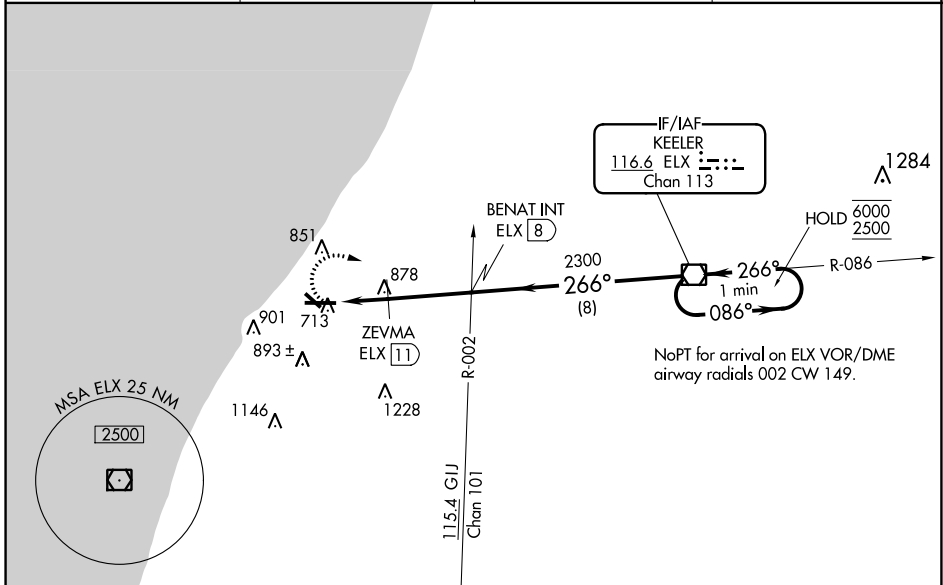 IF/IAF
KEELER
116.6 ELX
Chan 113
1284
HOLD 6000
2500
R-086
266°
1 min
086°
NoPT for arrival on ELX VOR/DME
airway radials 002 CW 149.
BENAT INT
ELX 8
2300
266°
(8)
851
878
713
ZEVMA
ELX 11
901
893 ±
1146
1228
R-002
115.4 GIJ
Chan 101
MSA ELX 25 NM
2500